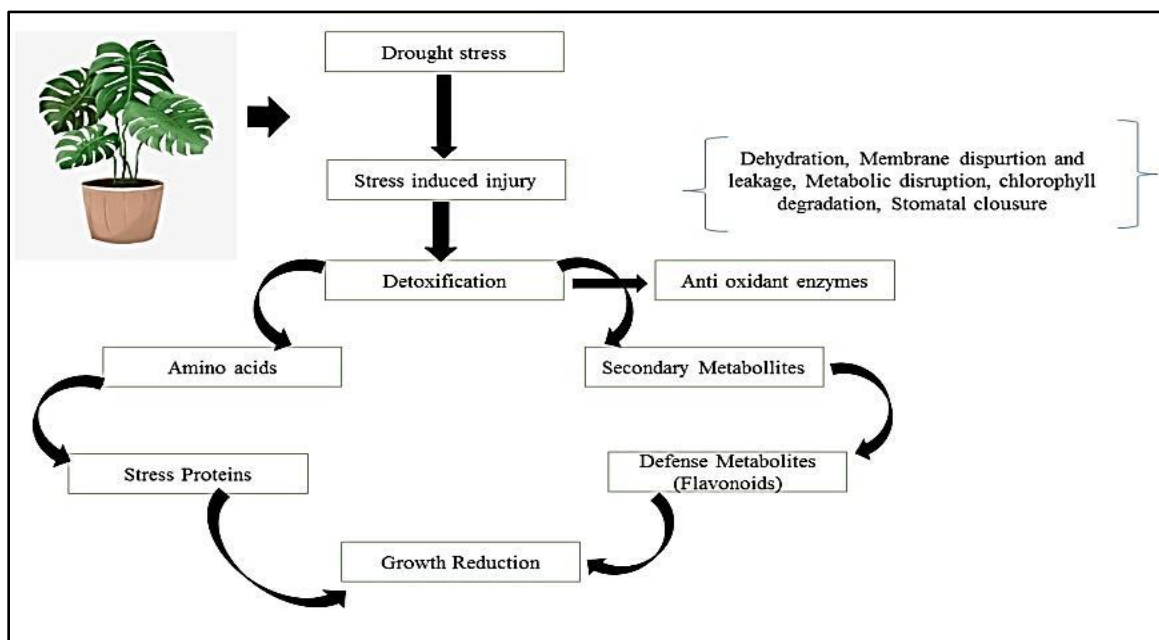 Drought stress
Stress induced injury
Dehydration, Membrane dispurtion and
leakage, Metabolic disruption, chlorophyll
degradation, Stomatal clousure
Detoxification
Anti oxidant enzymes
Amino acids
Secondary Metabollites
Stress Proteins
Defense Metabolites
(Flavonoids)
Growth Reduction